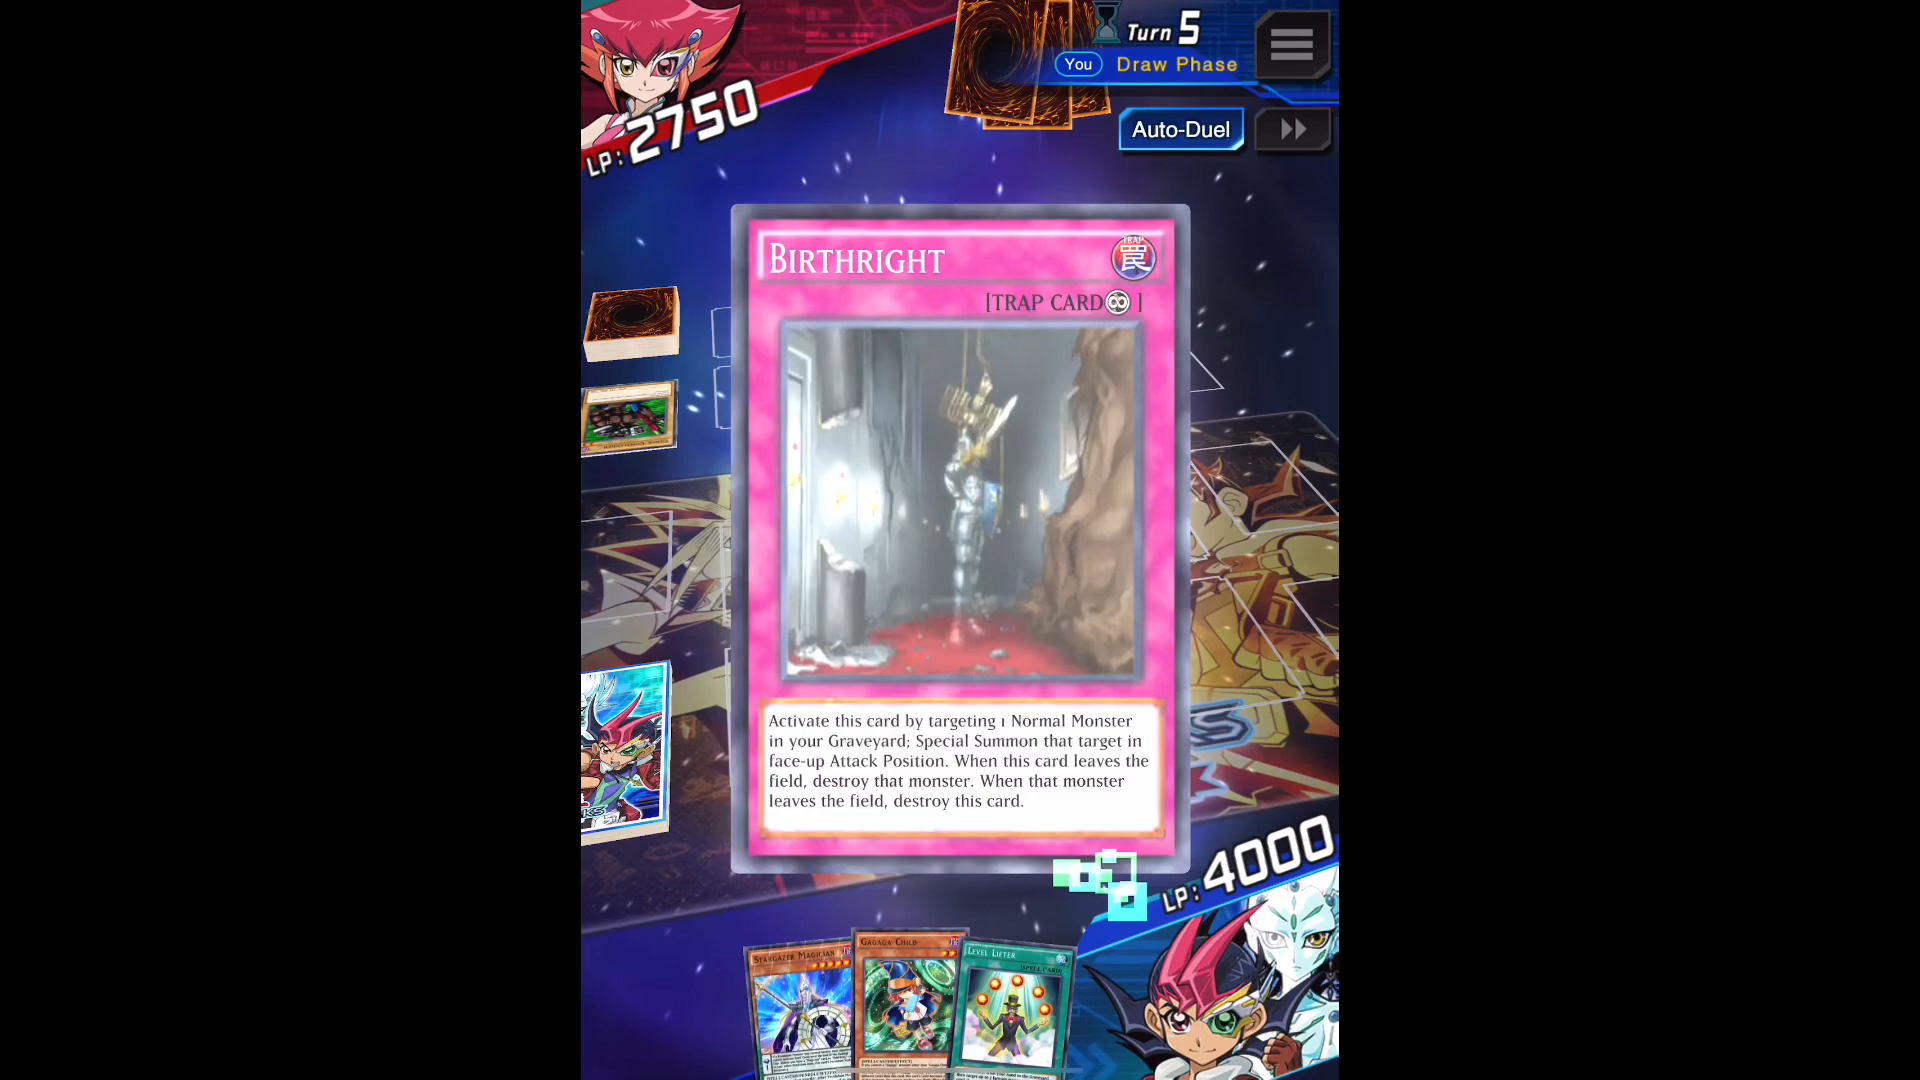 Turn 5
You Draw Phase
LP: 2750
Auto-Duel
BIRTHRIGHT
TRAP
罠
[TRAP CARD ]
Activate this card by targeting 1 Normal Monster
in your Graveyard; Special Summon that target in
face-up Attack Position. When this card leaves the
field, destroy that monster. When that monster
leaves the field, destroy this card.
LP: 4000
STARGAZER MAGICIAN
GAGAGA CHILD
LEVEL LIFTER
[SPELL CARD]